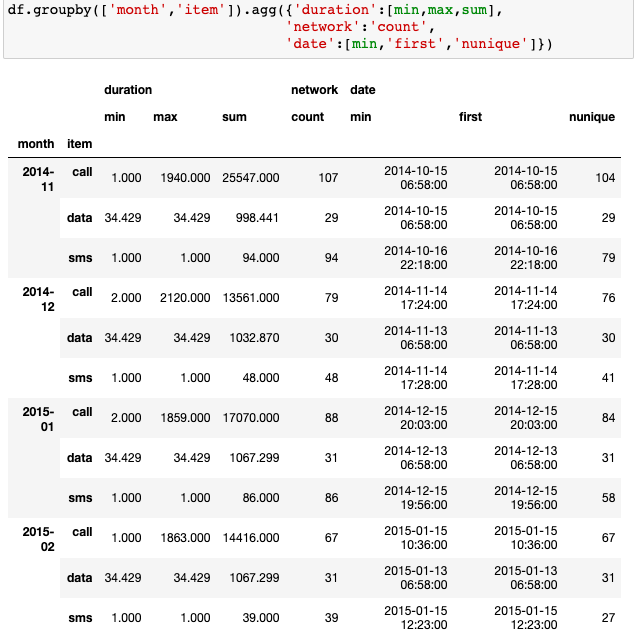 df.groupby(['month','item']).agg({'duration':[min,max,sum],
'network':'count',
'date':[min,'first','nunique']})
duration network date
min max sum count min first nunique
month item
2014-11 call 1.000 1940.000 25547.000 107 2014-10-15 06:58:00 2014-10-15 06:58:00 104
data 34.429 34.429 998.441 29 2014-10-15 06:58:00 2014-10-15 06:58:00 29
sms 1.000 1.000 94.000 94 2014-10-16 22:18:00 2014-10-16 22:18:00 79
2014-12 call 2.000 2120.000 13561.000 79 2014-11-14 17:24:00 2014-11-14 17:24:00 76
data 34.429 34.429 1032.870 30 2014-11-13 06:58:00 2014-11-13 06:58:00 30
sms 1.000 1.000 48.000 48 2014-11-14 17:28:00 2014-11-14 17:28:00 41
2015-01 call 2.000 1859.000 17070.000 88 2014-12-15 20:03:00 2014-12-15 20:03:00 84
data 34.429 34.429 1067.299 31 2014-12-13 06:58:00 2014-12-13 06:58:00 31
sms 1.000 1.000 86.000 86 2014-12-15 19:56:00 2014-12-15 19:56:00 58
2015-02 call 1.000 1863.000 14416.000 67 2015-01-15 10:36:00 2015-01-15 10:36:00 67
data 34.429 34.429 1067.299 31 2015-01-13 06:58:00 2015-01-13 06:58:00 31
sms 1.000 1.000 39.000 39 2015-01-15 12:23:00 2015-01-15 12:23:00 27